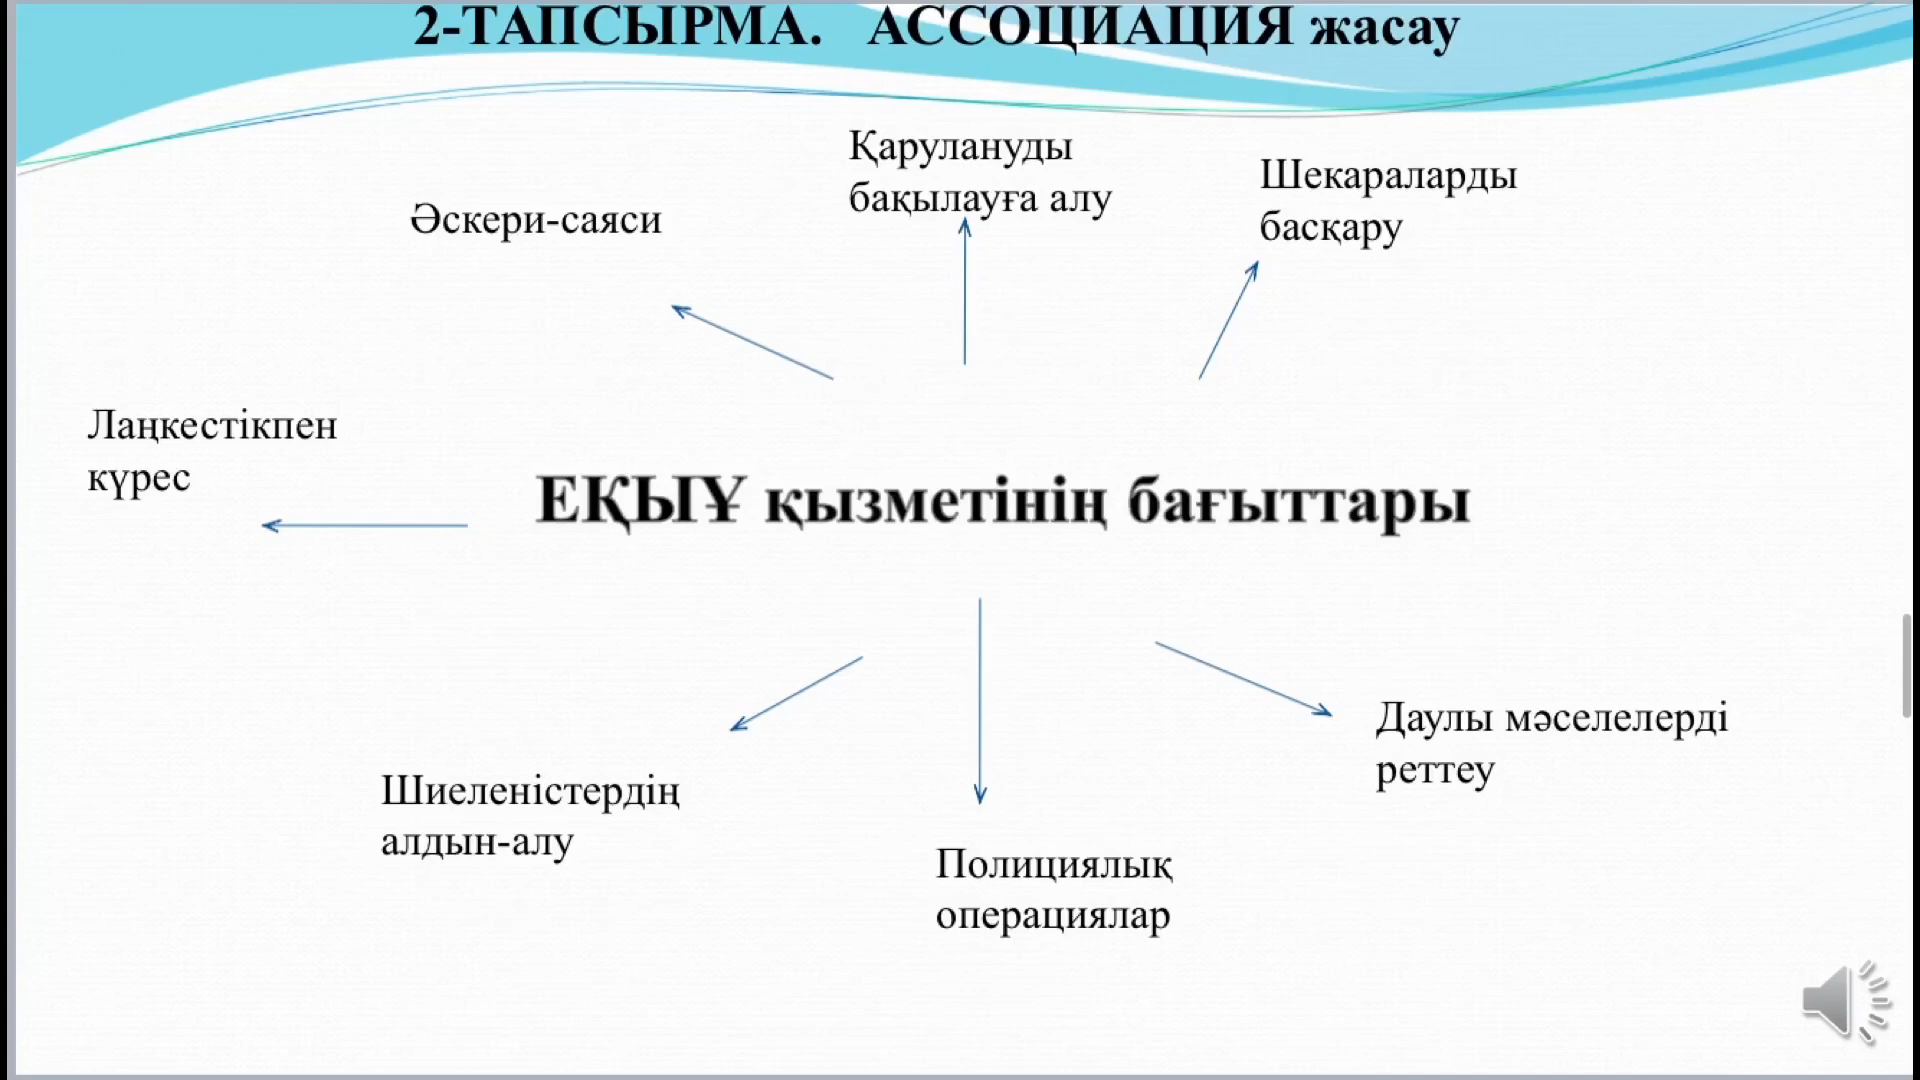 2-ТАПСЫРМА. АССОЦИАЦИЯ жасау
Қарулануды
бақылауға алу
Шекараларды
басқару
Әскери-саяси
Лаңкестікпен
күрес
ЕҚЫҰ қызметінің бағыттары
Даулы мәселелерді
реттеу
Шиеленістердің
алдын-алу
Полициялық
операциялар